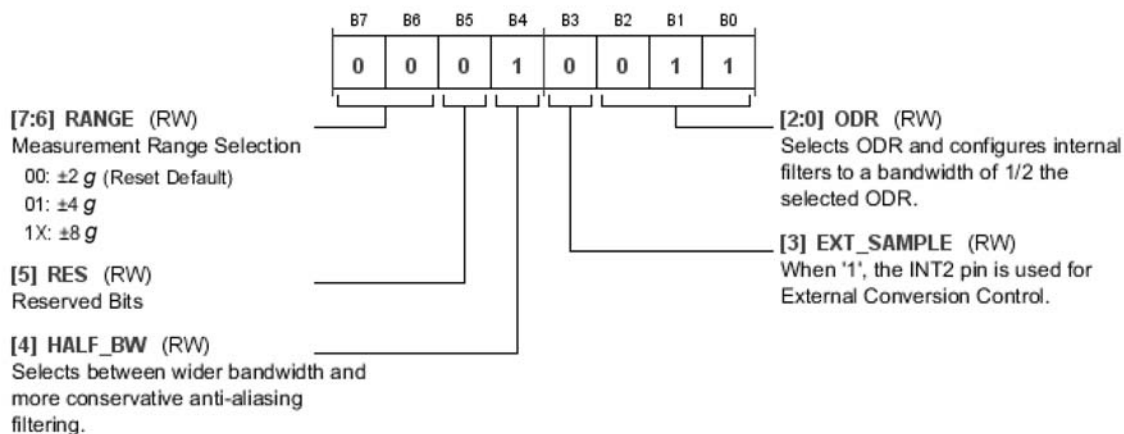 B7 B6 B5 B4 B3 B2 B1 B0
0 0 0 1 0 0 1 1
[7:6] RANGE (RW)
Measurement Range Selection
00: ±2 g (Reset Default)
01: ±4 g
1X: ±8 g
[5] RES (RW)
Reserved Bits
[4] HALF_BW (RW)
Selects between wider bandwidth and
more conservative anti-aliasing
filtering.
[2:0] ODR (RW)
Selects ODR and configures internal
filters to a bandwidth of 1/2 the
selected ODR.
[3] EXT_SAMPLE (RW)
When '1', the INT2 pin is used for
External Conversion Control.